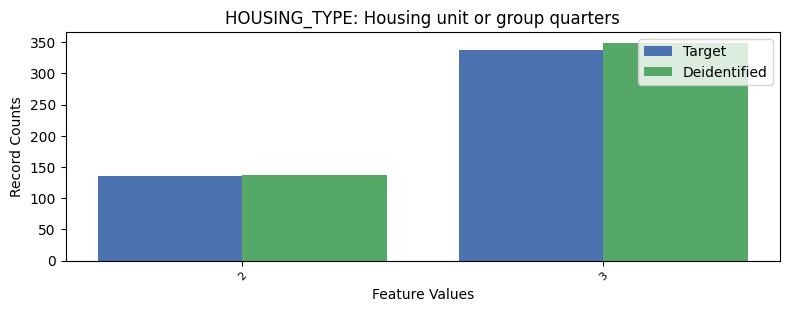 HOUSING_TYPE: Housing unit or group quarters
Target
Deidentified
Record Counts
350
300
250
200
150
100
50
0
2
3
Feature Values